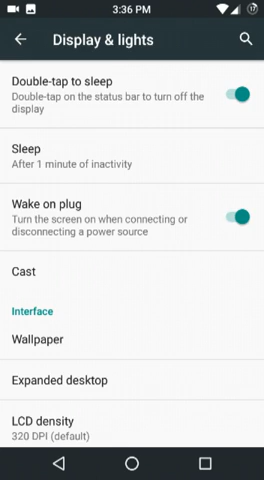 3:36 PM
17
Display & lights
Double-tap to sleep
Double-tap on the status bar to turn off the
display
Sleep
After 1 minute of inactivity
Wake on plug
Turn the screen on when connecting or
disconnecting a power source
Cast
Interface
Wallpaper
Expanded desktop
LCD density
320 DPI (default)